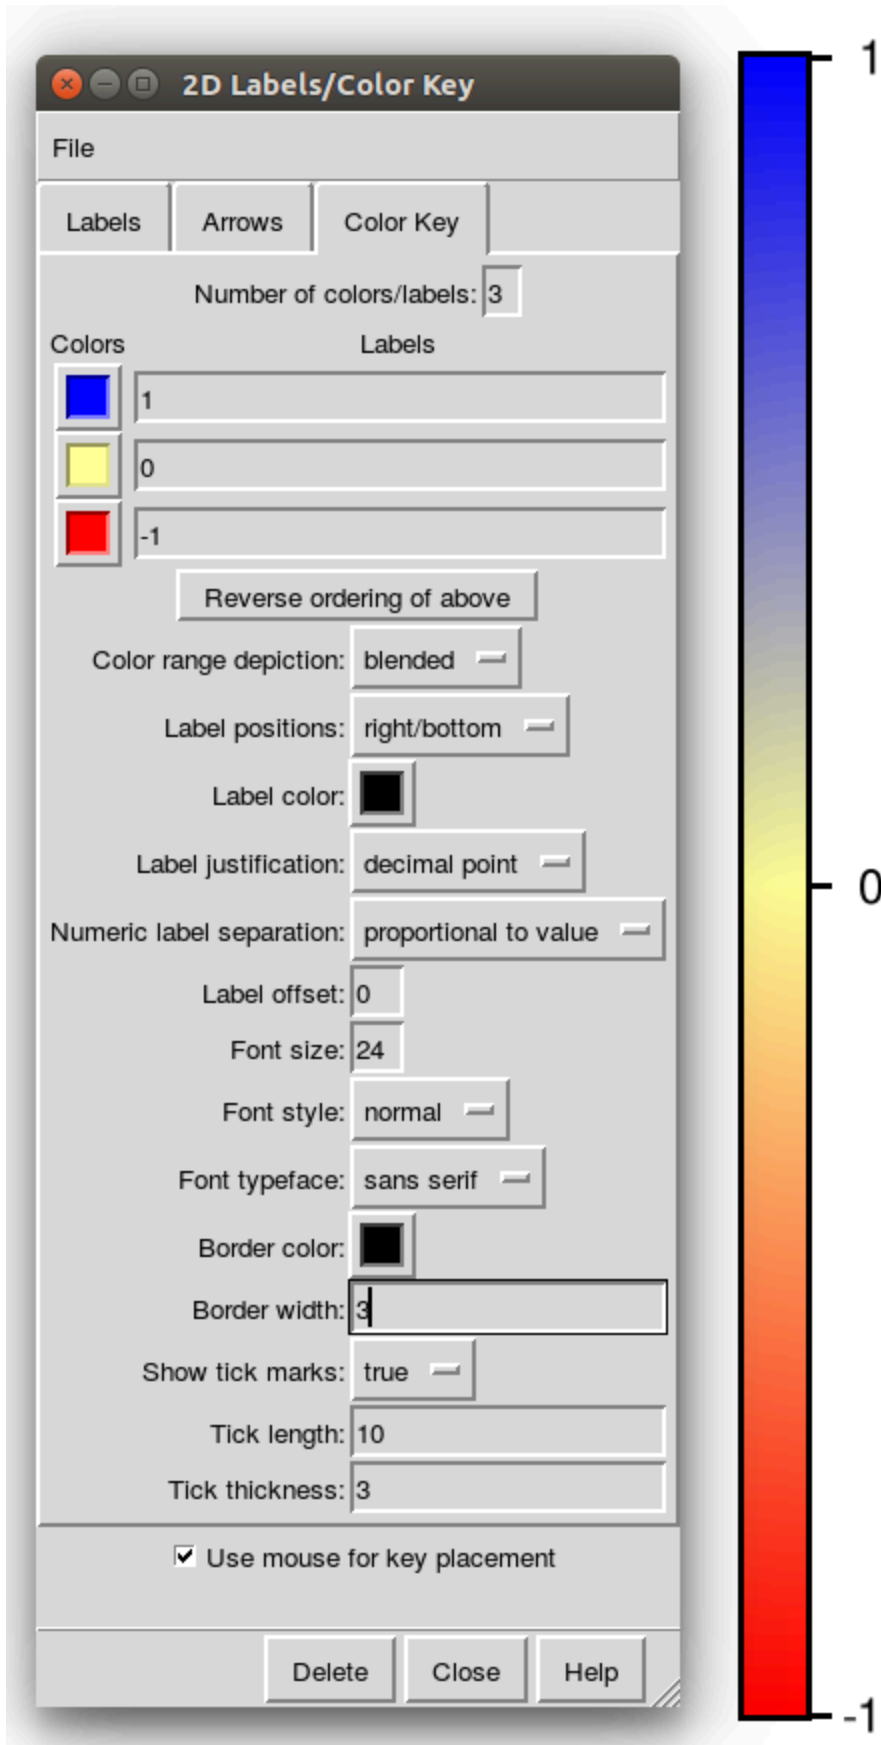 2D Labels/Color Key
File
Labels Arrows Color Key
Number of colors/labels: 3
Colors Labels
1
0
-1
Reverse ordering of above
Color range depiction: blended
Label positions: right/bottom
Label color:
Label justification: decimal point
Numeric label separation: proportional to value
Label offset: 0
Font size: 24
Font style: normal
Font typeface: sans serif
Border color:
Border width: 3
Show tick marks: true
Tick length: 10
Tick thickness: 3
Use mouse for key placement
Delete Close Help
1
0
-1